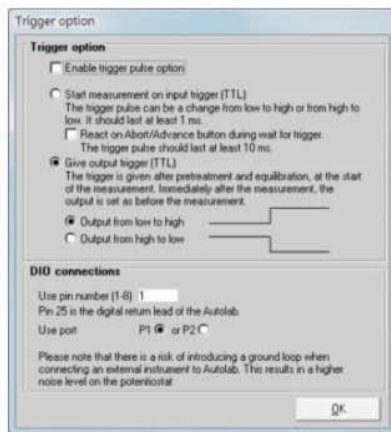 Trigger option
Trigger option
Enable trigger pulse option
Start measurement on input trigger (TTL)
The trigger pulse can be a change from low to high or from high to
low. It should last at least 1 ms.
React on Abort/Advance button during wait for trigger.
The trigger pulse should last at least 10 ms.
Give output trigger (TTL)
The trigger is given after pretreatment and equilibration, at the start
of the measurement. Immediately after the measurement, the
output is set as before the measurement.
Output from low to high
Output from high to low
DIO connections
Use pin number (1-8) 1
Pin 25 is the digital return lead of the Autolab.
Use port P1 or P2
Please note that there is a risk of introducing a ground loop when
connecting an external instrument to Autolab. This results in a higher
noise level on the potentiostat
OK